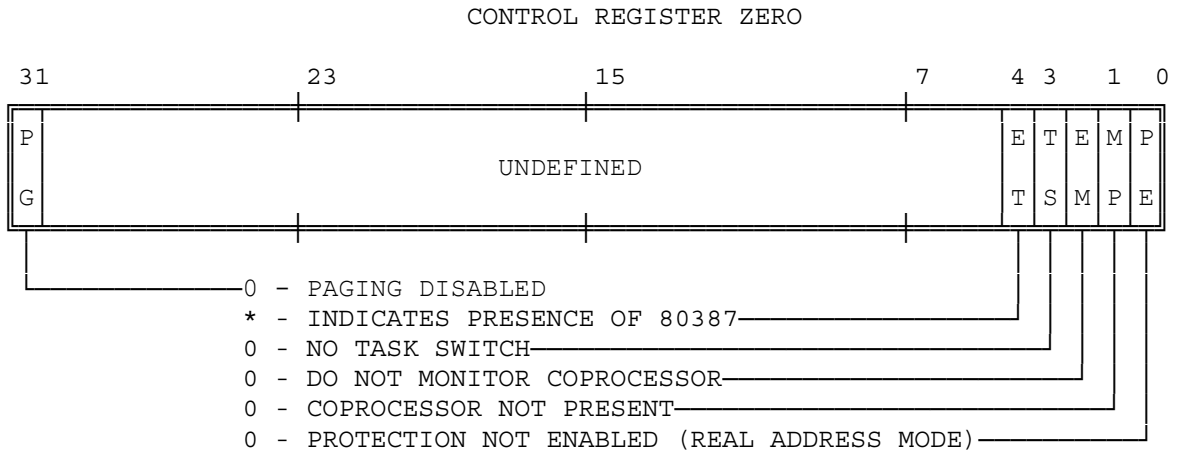 CONTROL REGISTER ZERO
31 23 15 7 4 3 1 0
P E T E M P
UNDEFINED
G T S M P E
0 - PAGING DISABLED
* - INDICATES PRESENCE OF 80387
0 - NO TASK SWITCH
0 - DO NOT MONITOR COPROCESSOR
0 - COPROCESSOR NOT PRESENT
0 - PROTECTION NOT ENABLED (REAL ADDRESS MODE)